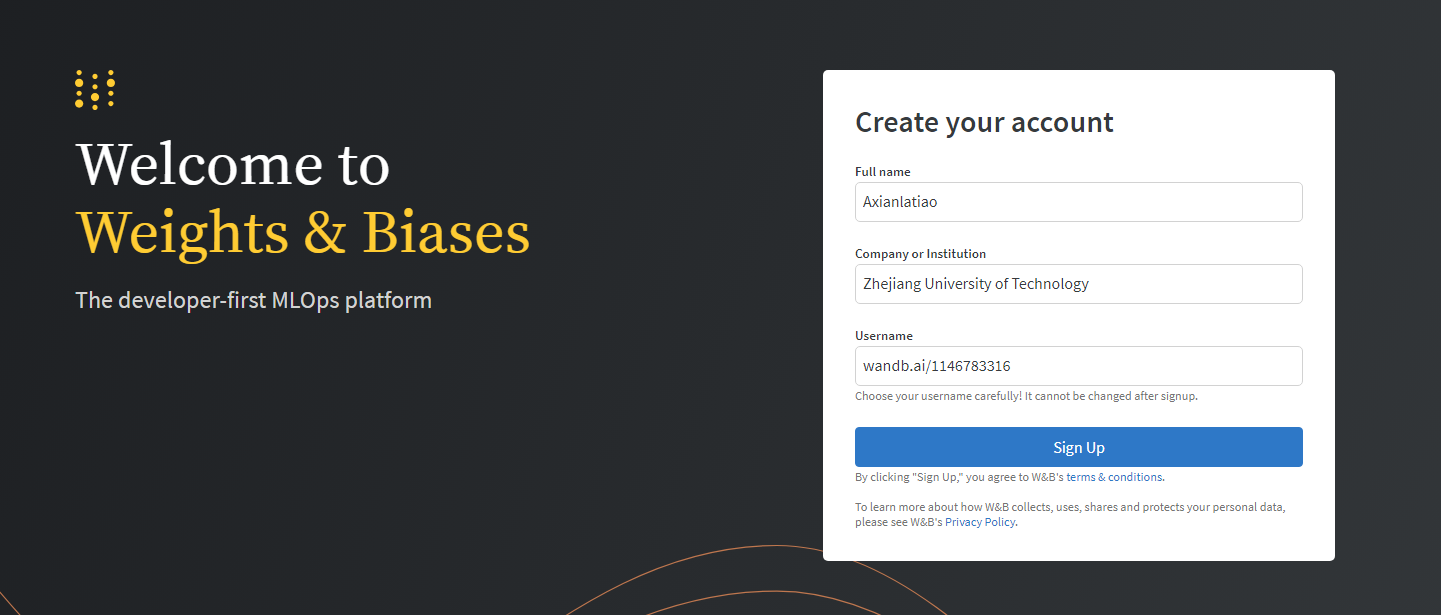 Welcome to
Weights & Biases
The developer-first MLOps platform
Create your account
Full name
Axianlatiao
Company or Institution
Zhejiang University of Technology
Username
wandb.ai/1146783316
Choose your username carefully! It cannot be changed after signup.
Sign Up
By clicking "Sign Up," you agree to W&B's terms & conditions.
To learn more about how W&B collects, uses, shares and protects your personal data,
please see W&B's Privacy Policy.